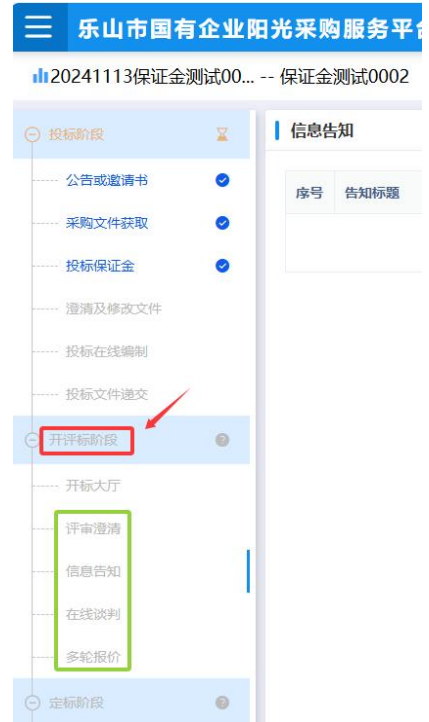 乐山市国有企业阳光采购服务平
20241113保证金测试00... -- 保证金测试0002
投标阶段
信息告知
公告或邀请书
序号 告知标题
采购文件获取
投标保证金
澄清及修改文件
投标在线编制
投标文件递交
开评标阶段
开标大厅
评审澄清
信息告知
在线谈判
多轮报价
定标阶段